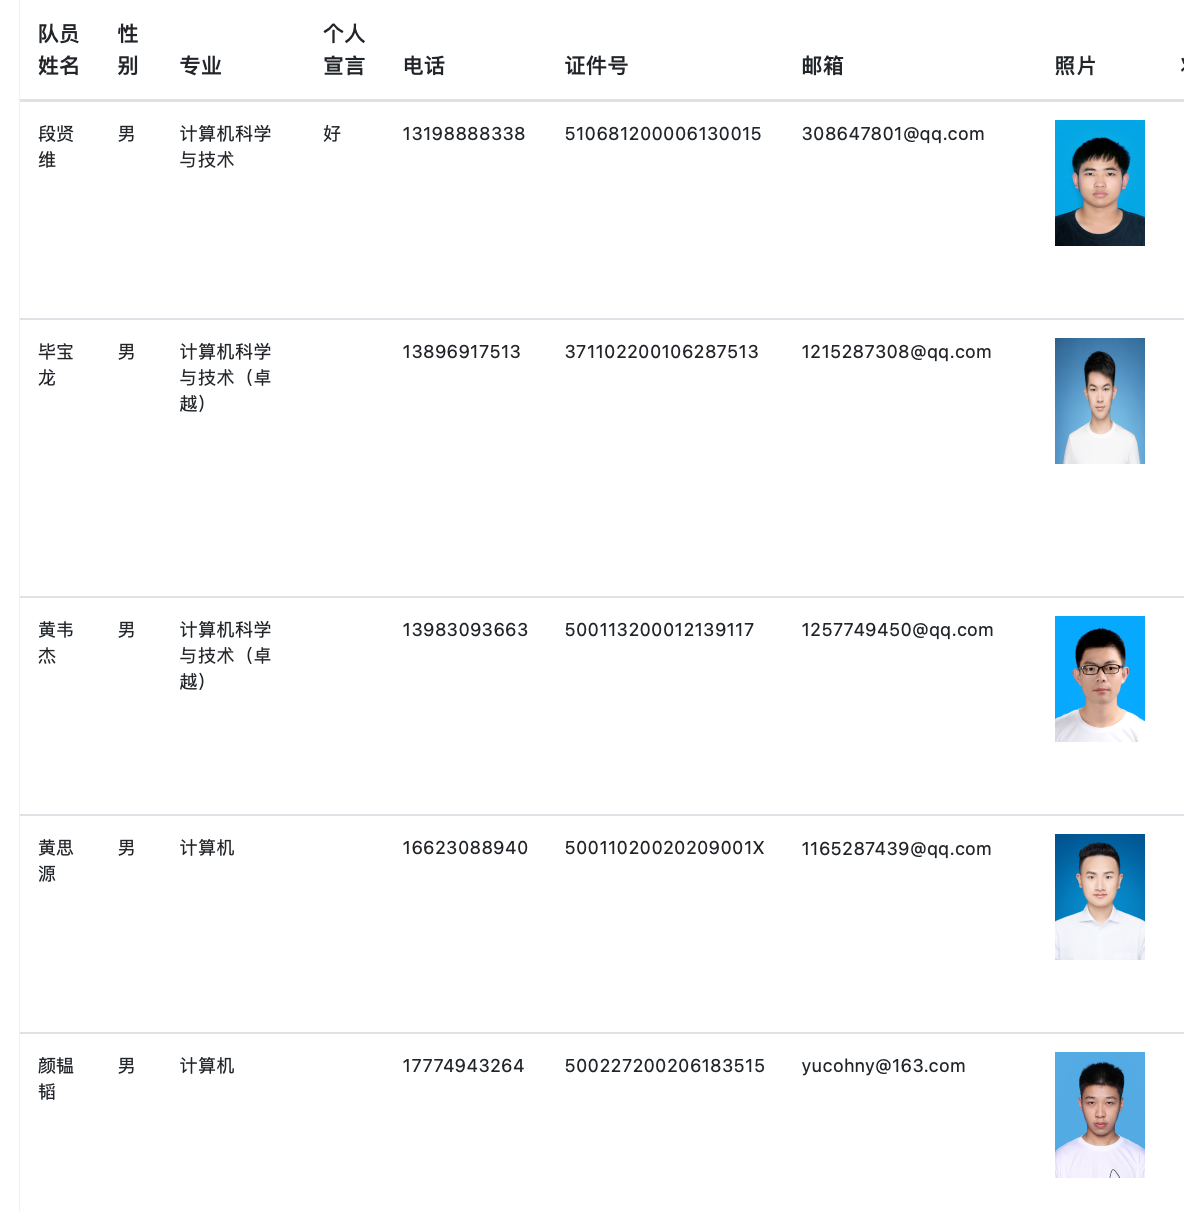 队员姓名 性别 专业 个人宣言 电话 证件号 邮箱 照片
段贤维 男 计算机科学与技术 好 13198888338 510681200006130015 308647801@qq.com
毕宝龙 男 计算机科学与技术（卓越） 13896917513 371102200106287513 1215287308@qq.com
黄韦杰 男 计算机科学与技术（卓越） 13983093663 500113200012139117 1257749450@qq.com
黄思源 男 计算机 16623088940 50011020020209001X 1165287439@qq.com
颜韫韬 男 计算机 17774943264 500227200206183515 yucohny@163.com